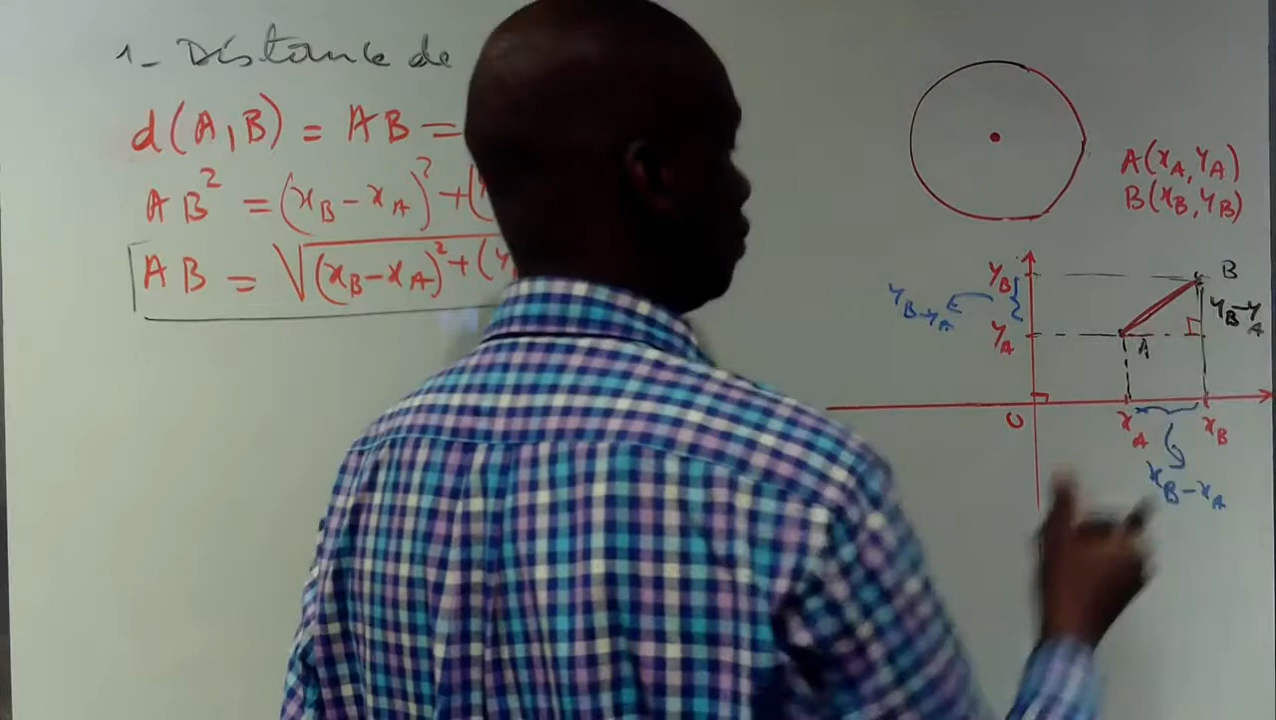 1- Distance de
d(A,B) = AB =
AB² = (x_B - x_A)² + (
AB = √(x_B - x_A)² + (y
A(x_A, y_A)
B(x_B, y_B)
y_B
B
y_B - y_A
y_B - y_A
y_A
A
O
x_A
x_B
x_B - x_A